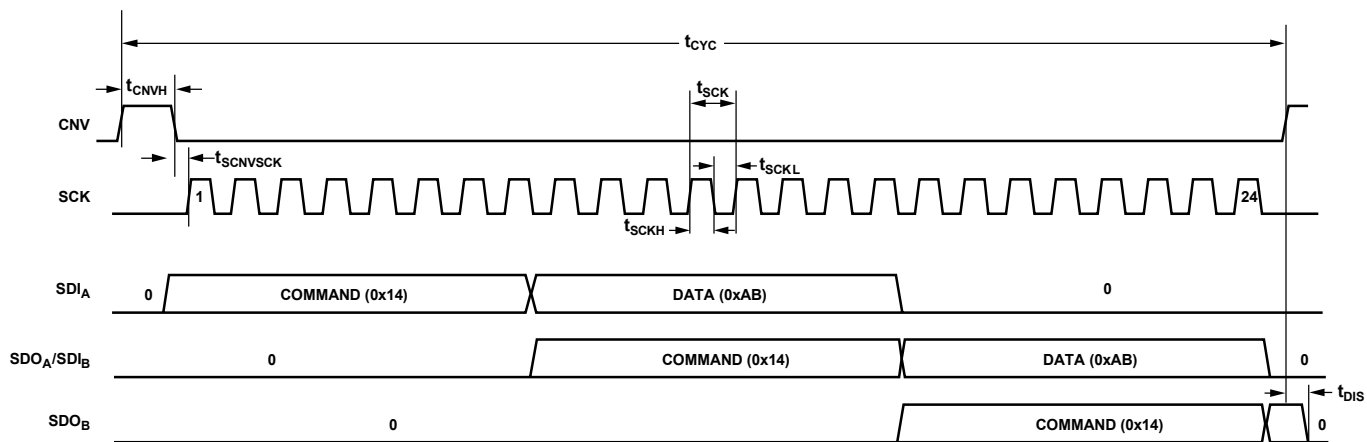 tCYC
tCNVH
tSCK
CNV
tSCNVSCK
tSCKL
SCK
1
24
tSCKH
SDIA
0
COMMAND (0x14)
DATA (0xAB)
0
SDOA/SDIB
0
COMMAND (0x14)
DATA (0xAB)
0
tDIS
SDOB
0
COMMAND (0x14)
0